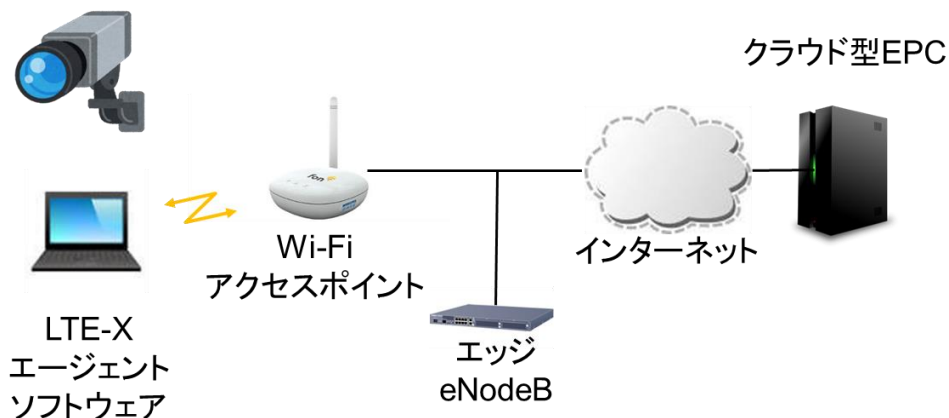 クラウド型EPC
fon
Wi-Fi
アクセスポイント
インターネット
LTE-X
エージェント
ソフトウェア
エッジ
eNodeB